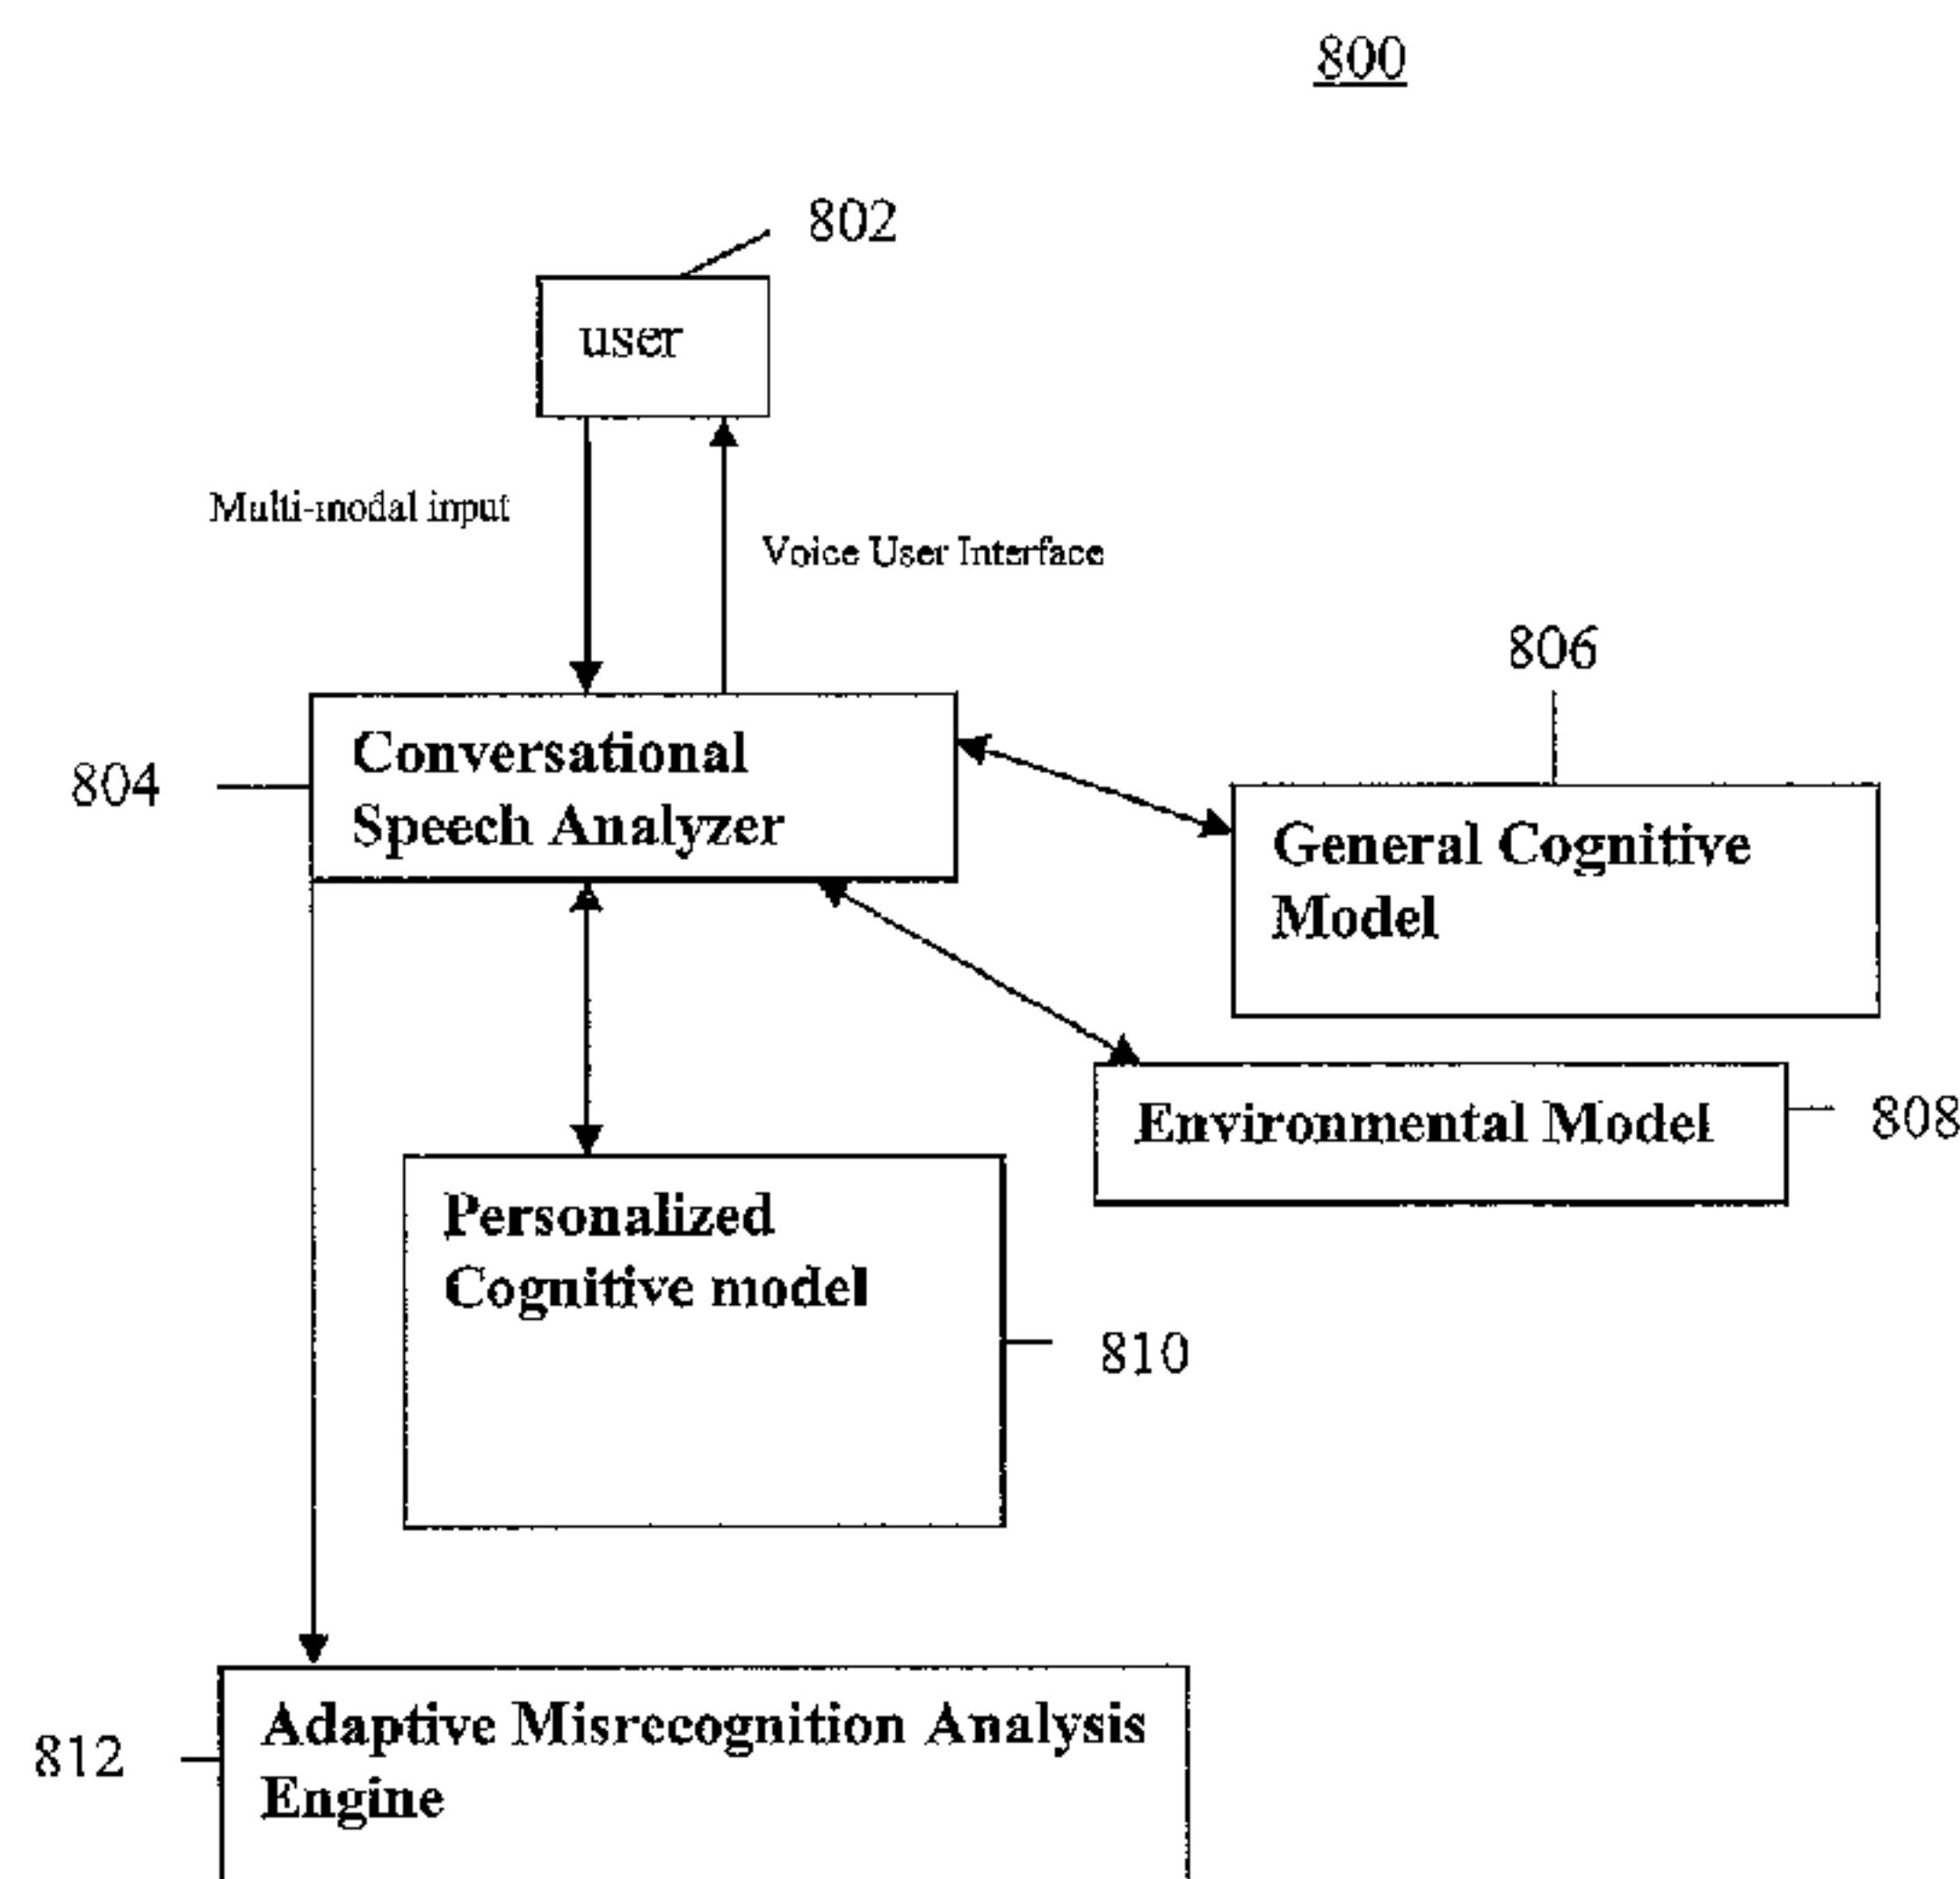 800
802
user
Multi-modal input
Voice User Interface
806
804
Conversational
Speech Analyzer
General Cognitive
Model
Environmental Model
808
Personalized
Cognitive model
810
812
Adaptive Misrecognition Analysis
Engine